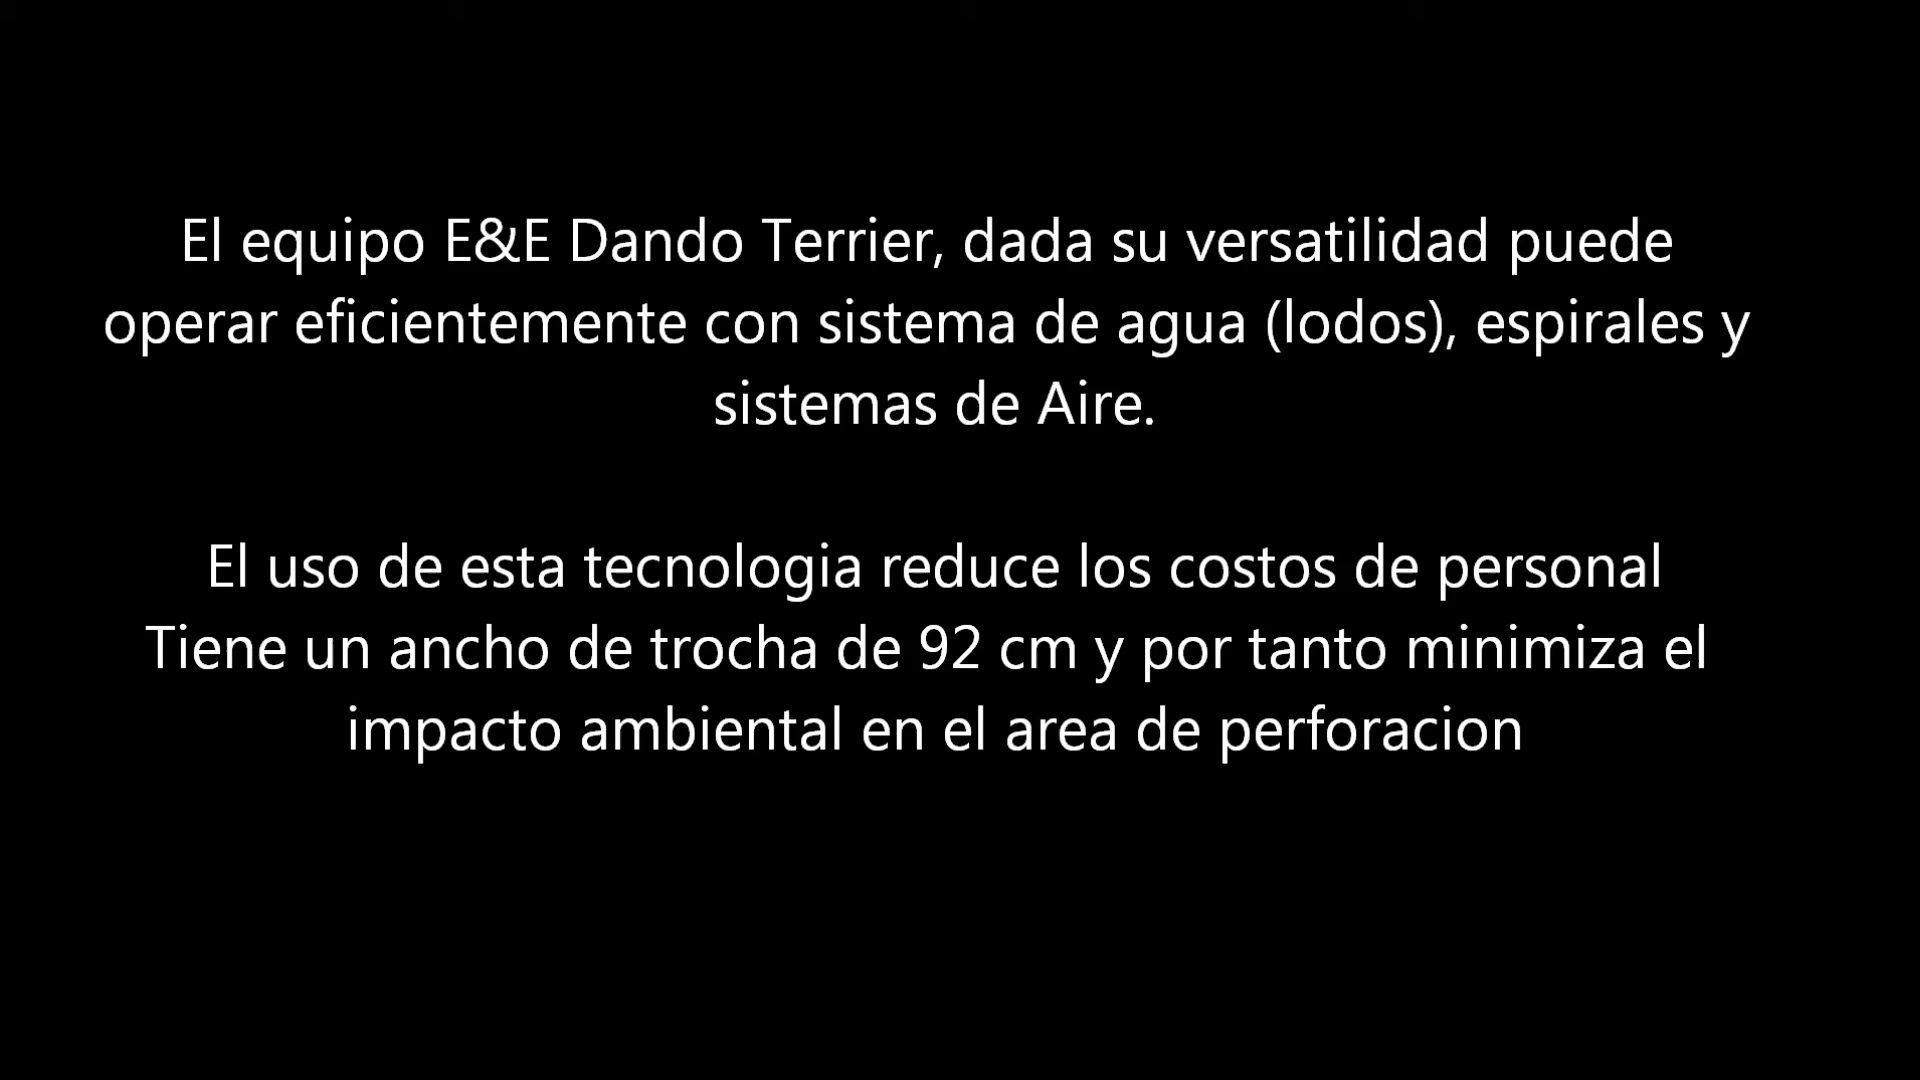 El equipo E&E Dando Terrier, dada su versatilidad puede
operar eficientemente con sistema de agua (lodos), espirales y
sistemas de Aire.
El uso de esta tecnologia reduce los costos de personal
Tiene un ancho de trocha de 92 cm y por tanto minimiza el
impacto ambiental en el area de perforacion